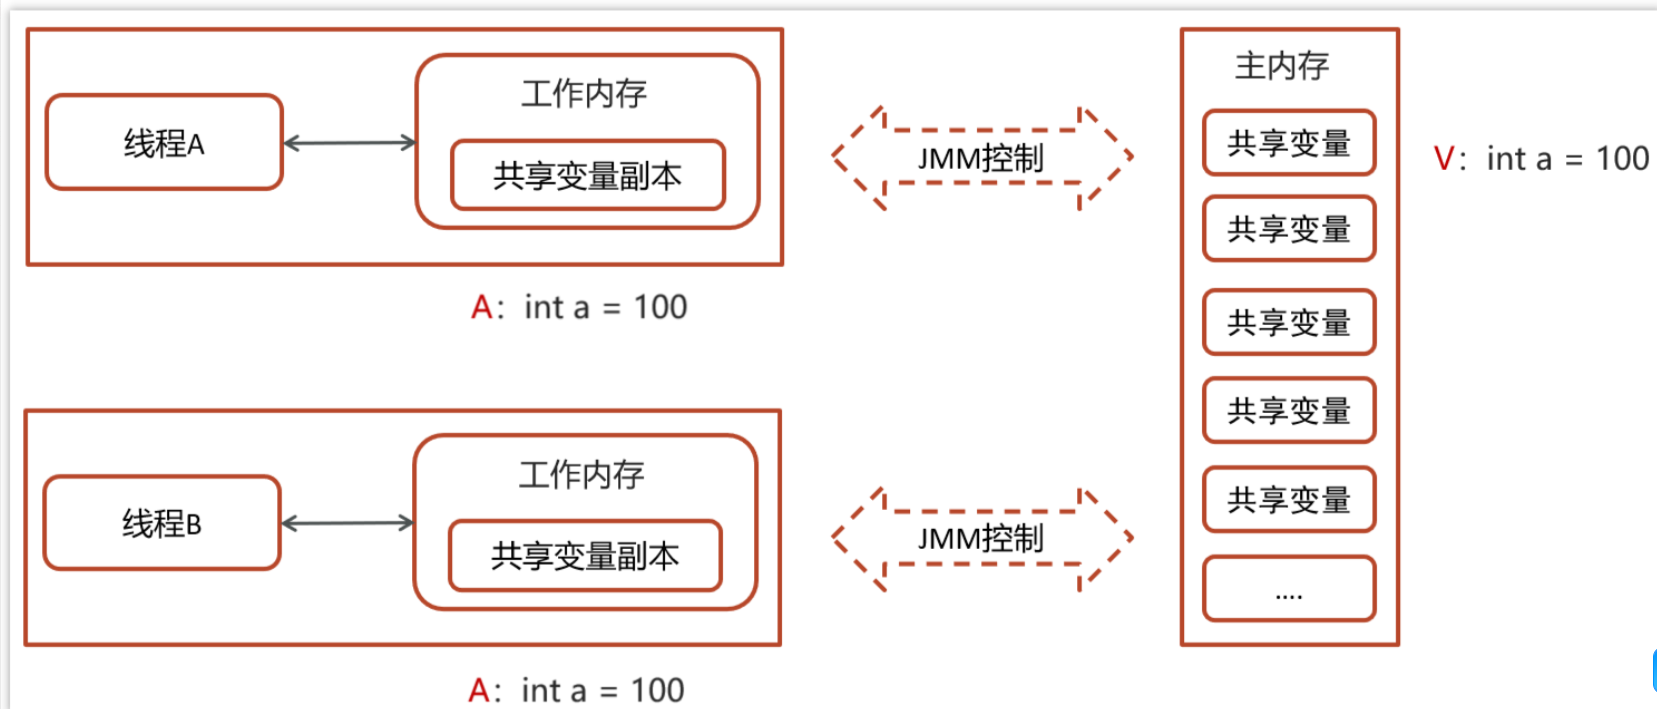 线程A
工作内存
共享变量副本
A：int a = 100
JMM控制
线程B
工作内存
共享变量副本
A：int a = 100
JMM控制
主内存
共享变量
共享变量
共享变量
共享变量
共享变量
....
V：int a = 100